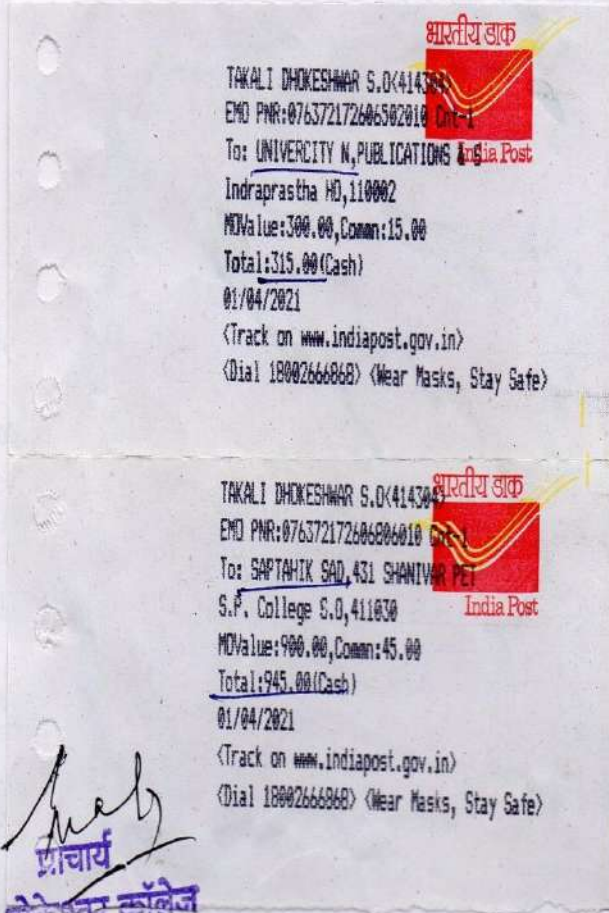 भारतीय डाक
TAKALI DHOKESHWAR S.O<414304>
EMO PNR:076372172606502010 Cnt-1
To: UNIVERCITY N,PUBLICATIONS & S
India Post
Indraprastha HO,110002
MOValue:300.00,Commn:15.00
Total:315.00(Cash)
01/04/2021
<Track on www.indiapost.gov.in>
<Dial 18002666868> <Wear Masks, Stay Safe>
भारतीय डाक
TAKALI DHOKESHWAR S.O<414304>
EMO PNR:076372172606806010 Cnt-1
To: SAPTAHIK SAD,431 SHANIVAR PET
S.P. College S.O,411030
India Post
MOValue:900.00,Commn:45.00
Total:945.00(Cash)
01/04/2021
<Track on www.indiapost.gov.in>
<Dial 18002666868> <Wear Masks, Stay Safe>
प्राचार्य
कॉलेज